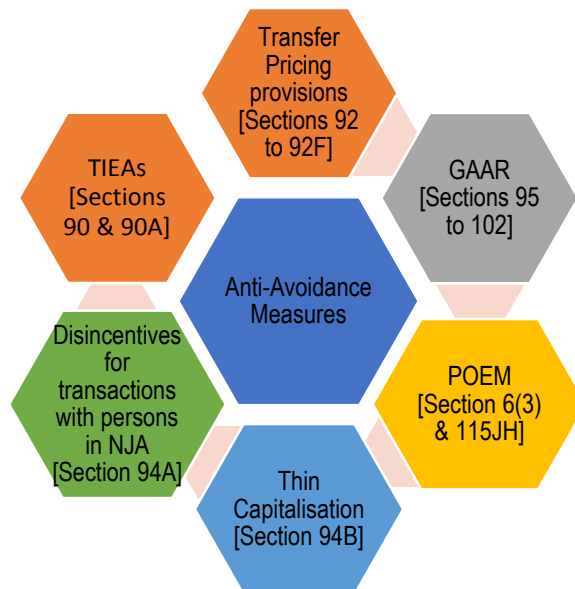 Transfer
Pricing
provisions
[Sections 92
to 92F]
TIEAs
[Sections
90 & 90A]
GAAR
[Sections 95
to 102]
Anti-Avoidance
Measures
Disincentives
for
transactions
with persons
in NJA
[Section 94A]
POEM
[Section 6(3)
& 115JH]
Thin
Capitalisation
[Section 94B]